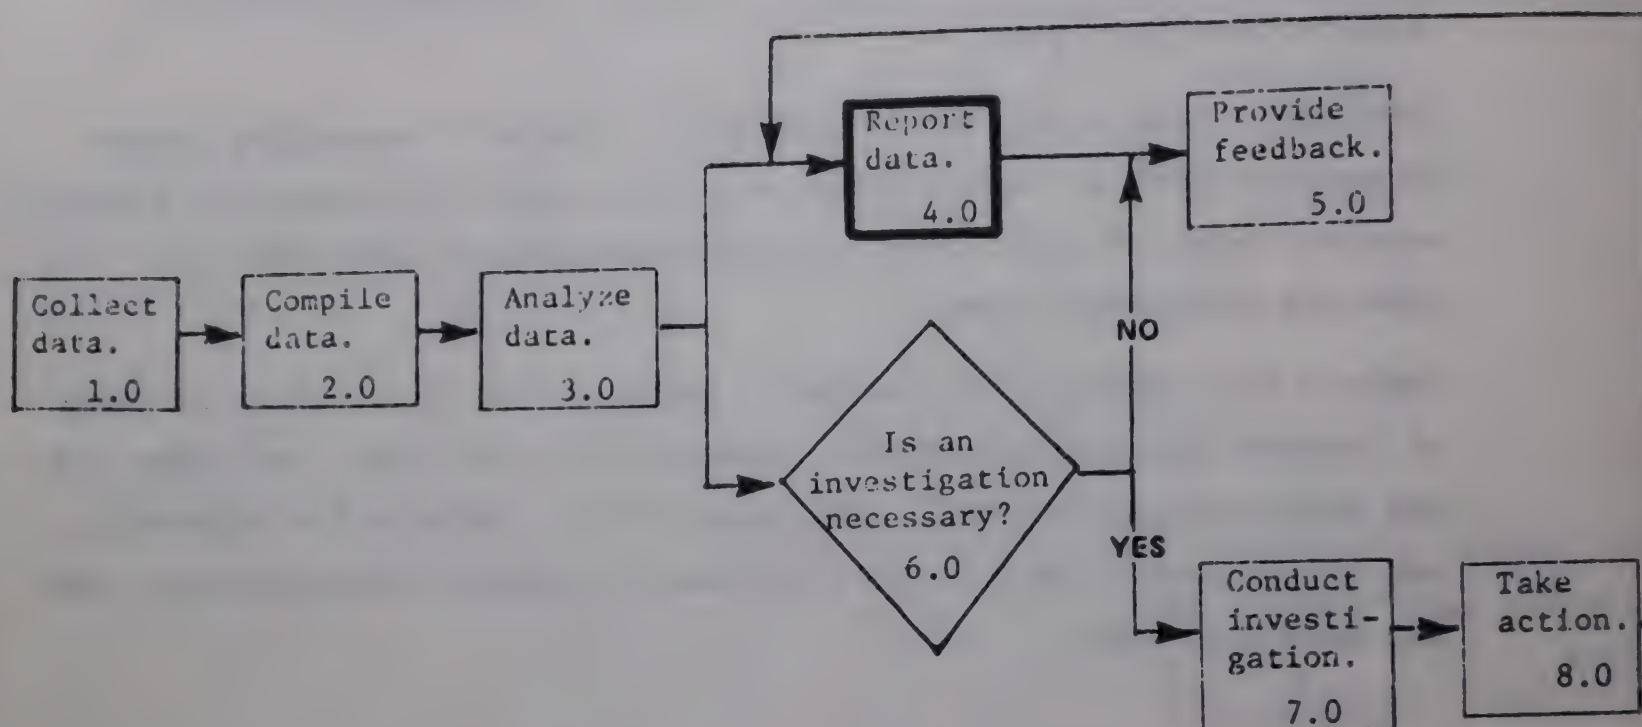 Report
data.
4.0
Provide
feedback.
5.0
Collect
data.
1.0
Compile
data.
2.0
Analyze
data.
3.0
NO
Is an
investigation
necessary?
6.0
YES
Conduct
investi-
gation.
7.0
Take
action.
8.0